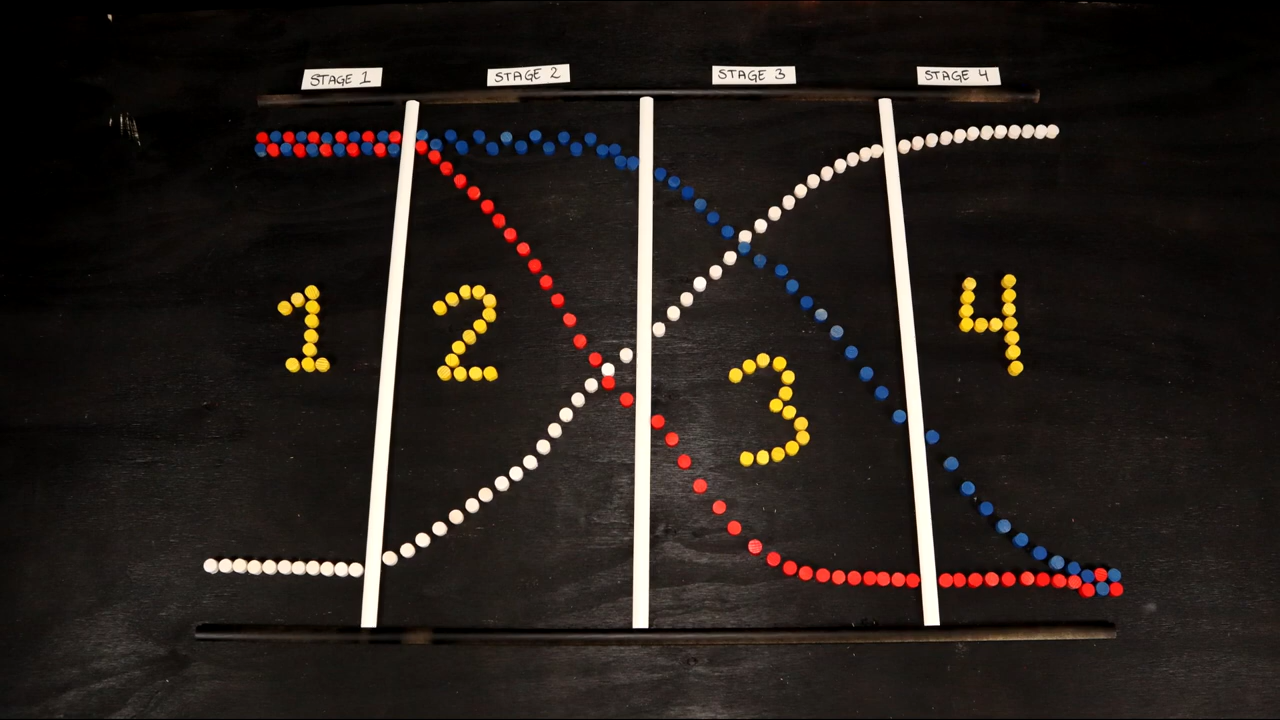 STAGE 1
STAGE 2
STAGE 3
STAGE 4
1
2
3
4